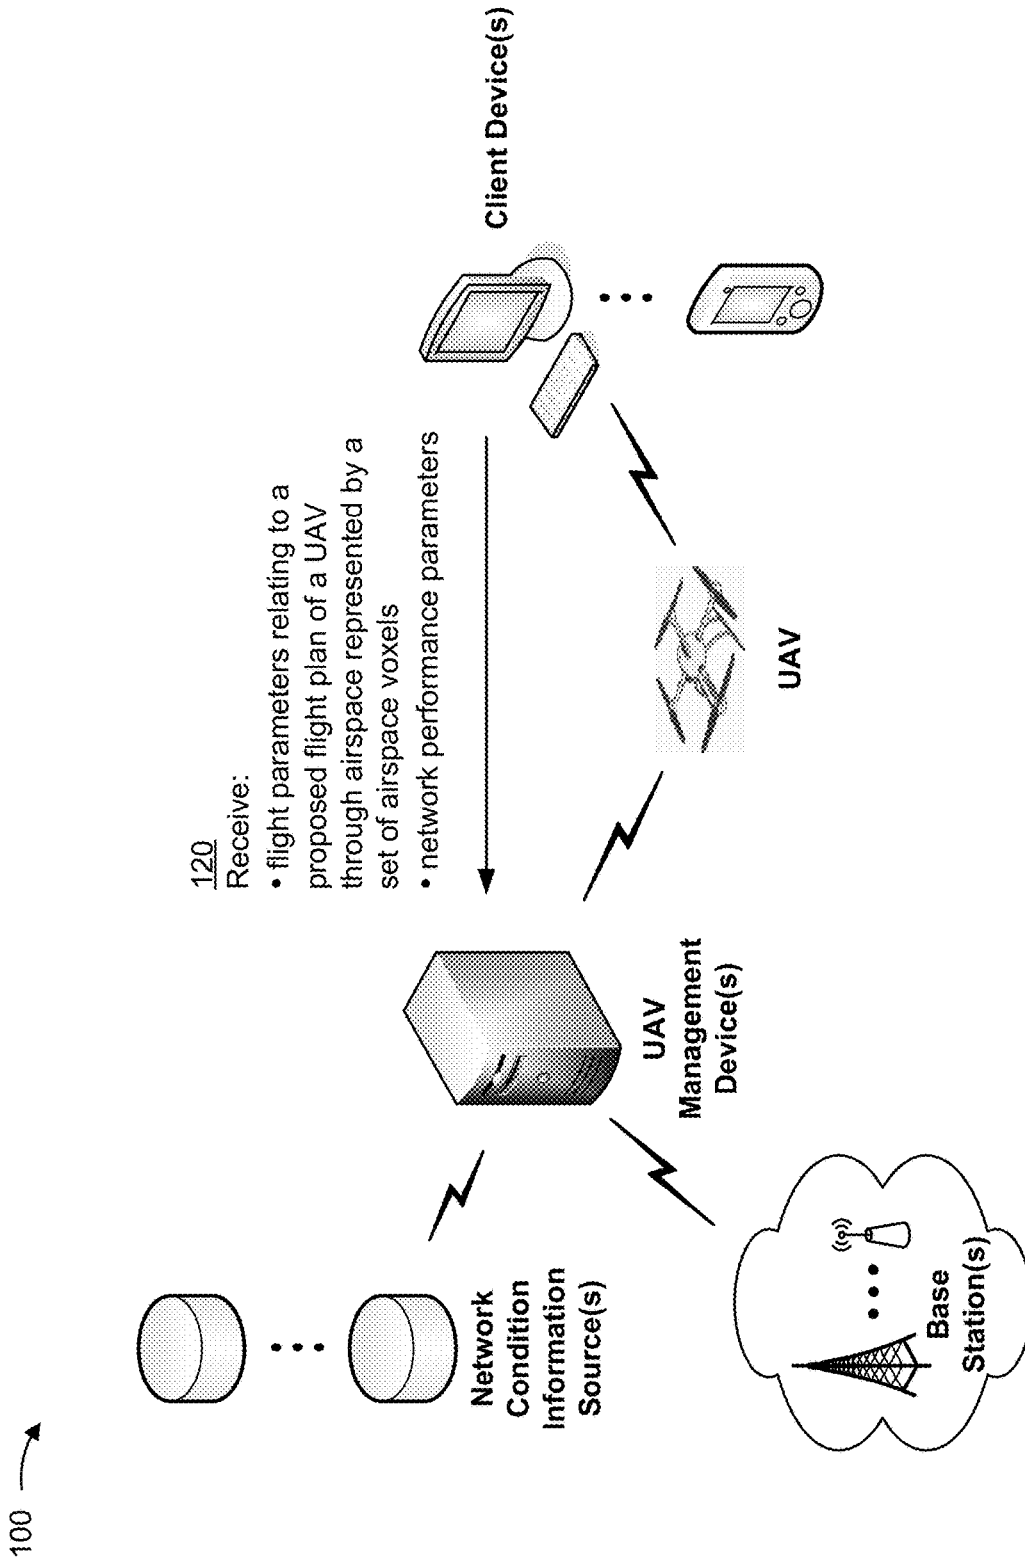 100
120
Receive:
• flight parameters relating to a
proposed flight plan of a UAV
through airspace represented by a
set of airspace voxels
• network performance parameters
Client Device(s)
Network
Condition
Information
Source(s)
UAV
Management
Device(s)
UAV
Base
Station(s)